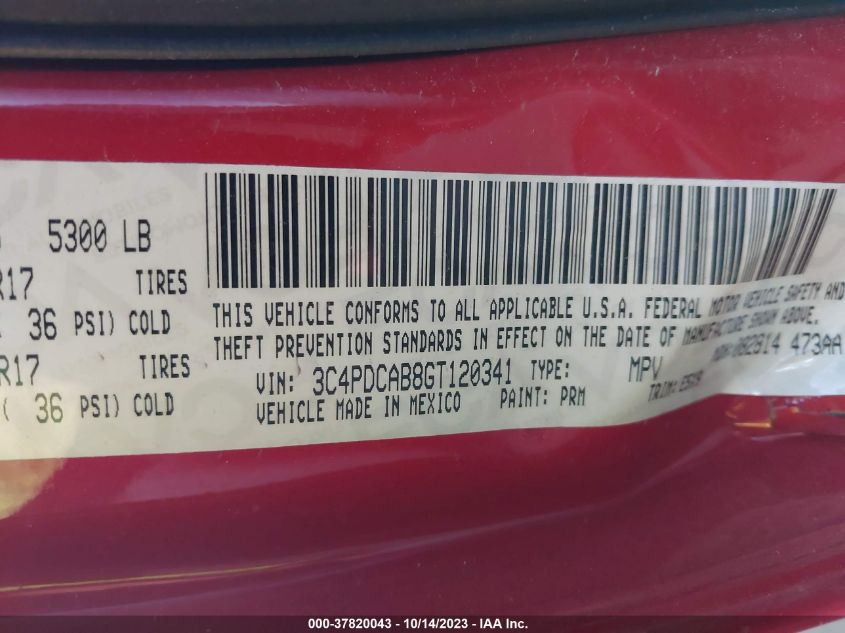 5300 LB
R17 TIRES
36 PSI) COLD
R17 TIRES
( 36 PSI) COLD
THIS VEHICLE CONFORMS TO ALL APPLICABLE U.S.A. FEDERAL MOTOR VEHICLE SAFETY AND
THEFT PREVENTION STANDARDS IN EFFECT ON THE DATE OF MANUFACTURE SHOWN ABOVE.
VIN: 3C4PDCAB8GT120341 TYPE: MPV
VEHICLE MADE IN MEXICO PAINT: PRM TRIM:
473AA
000-37820043 | 10/14/2023 - IAA Inc.